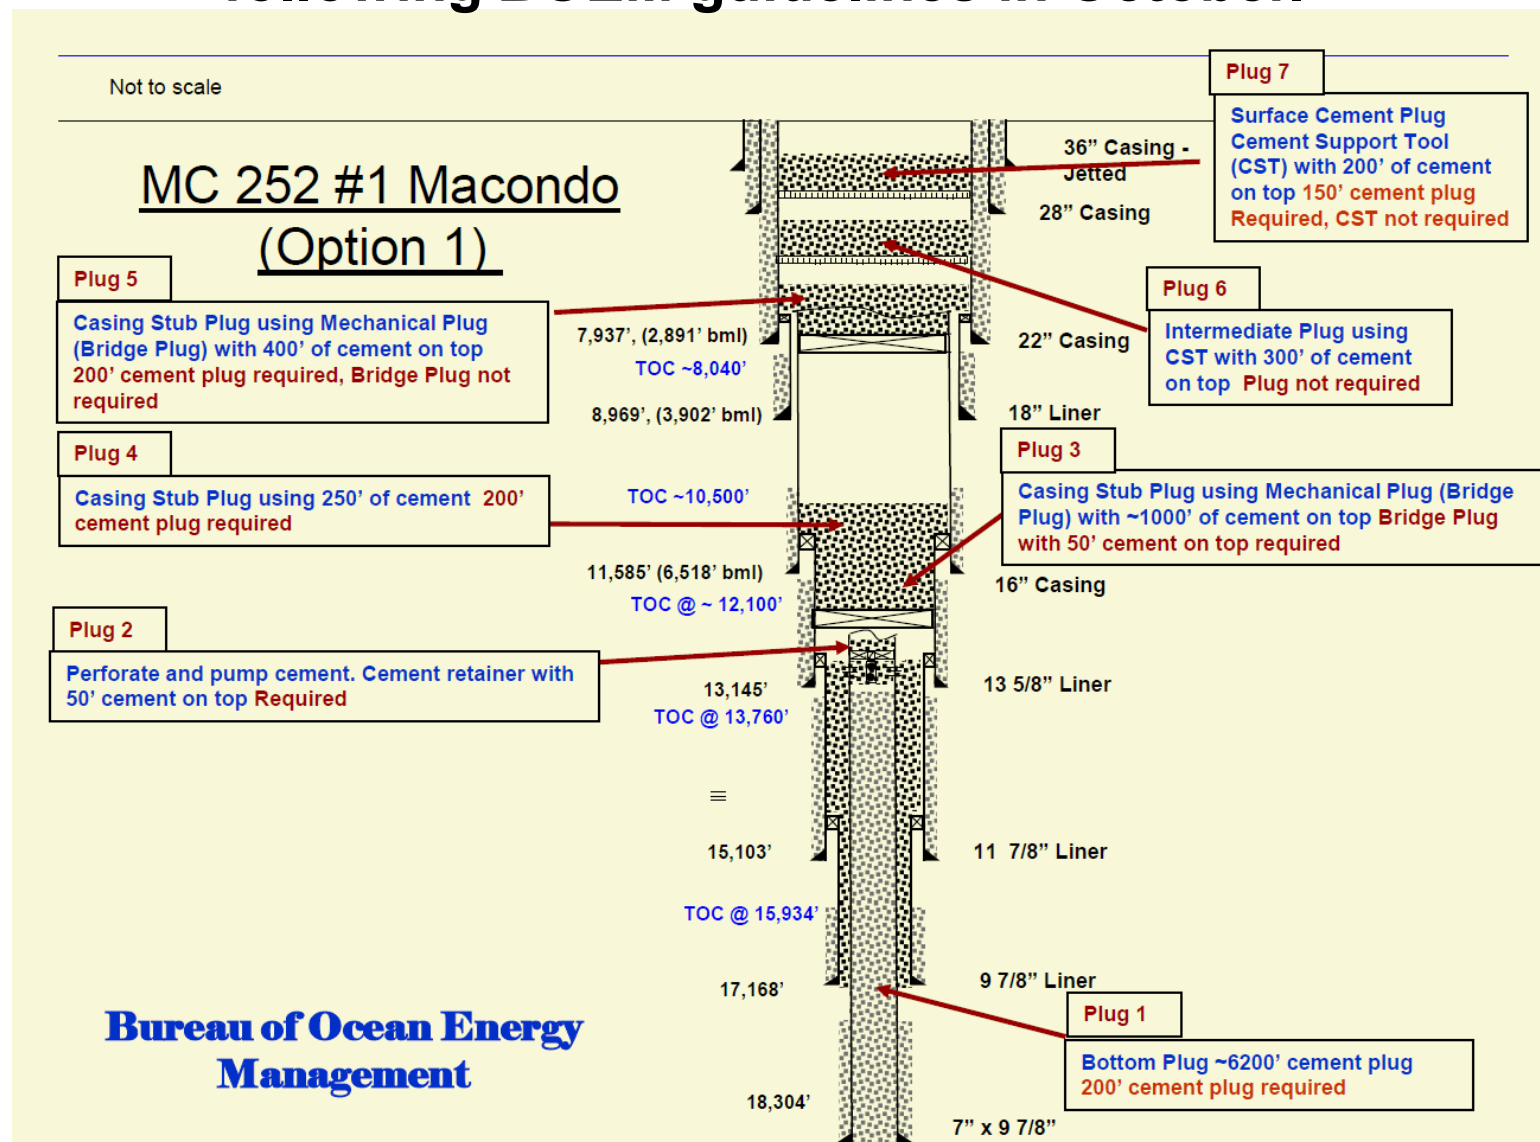 following BOEM guidelines in October.
Not to scale
MC 252 #1 Macondo
(Option 1)
Plug 7
Surface Cement Plug
Cement Support Tool
(CST) with 200’ of cement
on top 150’ cement plug
Required, CST not required
36” Casing -
Jetted
28” Casing
Plug 5
Casing Stub Plug using Mechanical Plug
(Bridge Plug) with 400’ of cement on top
200’ cement plug required, Bridge Plug not
required
Plug 6
Intermediate Plug using
CST with 300’ of cement
on top Plug not required
7,937’, (2,891’ bml)
22” Casing
TOC ~8,040’
8,969’, (3,902’ bml)
18” Liner
Plug 4
Casing Stub Plug using 250’ of cement 200’
cement plug required
Plug 3
Casing Stub Plug using Mechanical Plug (Bridge
Plug) with ~1000’ of cement on top Bridge Plug
with 50’ cement on top required
TOC ~10,500’
11,585’ (6,518’ bml)
16” Casing
TOC @ ~ 12,100’
Plug 2
Perforate and pump cement. Cement retainer with
50’ cement on top Required
13,145’
13 5/8” Liner
TOC @ 13,760’
15,103’
11 7/8” Liner
TOC @ 15,934’
17,168’
9 7/8” Liner
Plug 1
Bottom Plug ~6200’ cement plug
200’ cement plug required
Bureau of Ocean Energy
Management
18,304’
7” x 9 7/8”